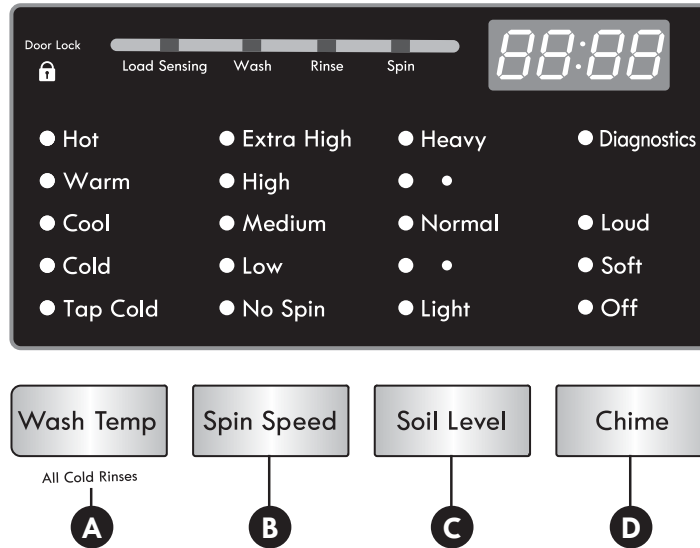 Door Lock
Load Sensing Wash Rinse Spin
88:88
Hot Extra High Heavy Diagnostics
Warm High
Cool Medium Normal Loud
Cold Low Soft
Tap Cold No Spin Light Off
Wash Temp Spin Speed Soil Level Chime
All Cold Rinses
A B C D